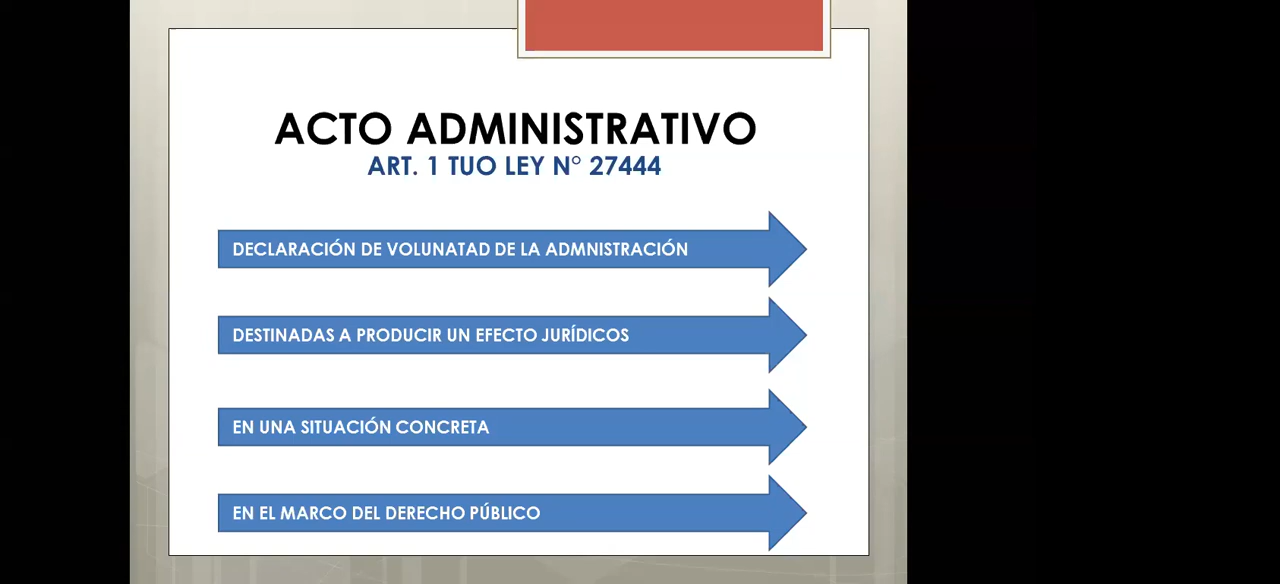 ACTO ADMINISTRATIVO
ART. 1 TUO LEY N° 27444
DECLARACIÓN DE VOLUNATAD DE LA ADMNISTRACIÓN
DESTINADAS A PRODUCIR UN EFECTO JURÍDICOS
EN UNA SITUACIÓN CONCRETA
EN EL MARCO DEL DERECHO PÚBLICO